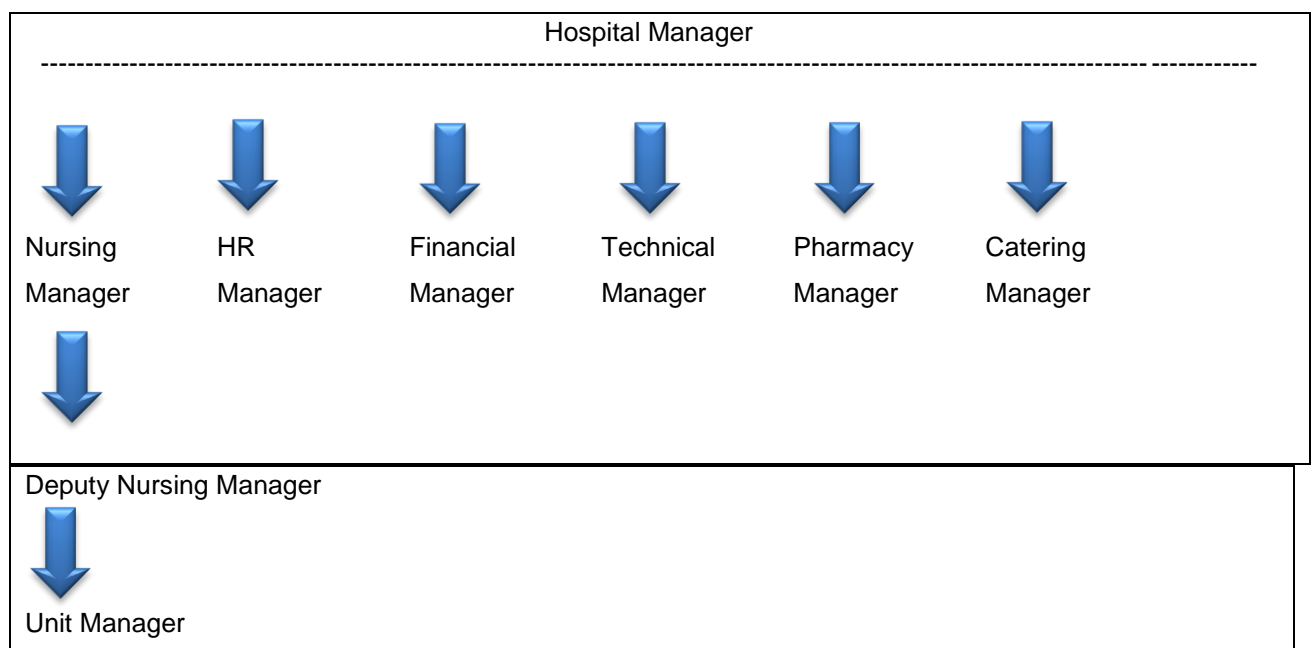 Hospital Manager
--------------------------------------------------------------------------------------------------------------------------- ------------
Nursing HR Financial Technical Pharmacy Catering
Manager Manager Manager Manager Manager Manager
Deputy Nursing Manager
Unit Manager